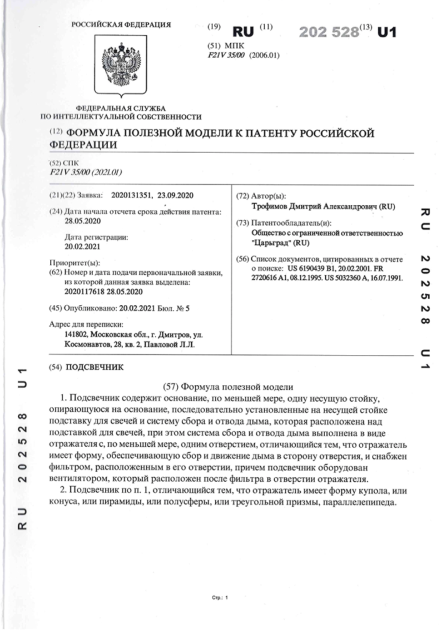 РОССИЙСКАЯ ФЕДЕРАЦИЯ
(19) RU (11) 202 528 (13) U1
(51) МПК
F21V 35/00 (2006.01)
ФЕДЕРАЛЬНАЯ СЛУЖБА
ПО ИНТЕЛЛЕКТУАЛЬНОЙ СОБСТВЕННОСТИ
(12) ФОРМУЛА ПОЛЕЗНОЙ МОДЕЛИ К ПАТЕНТУ РОССИЙСКОЙ
ФЕДЕРАЦИИ
(52) СПК
F21V 35/00 (2021.01)
(21)(22) Заявка: 2020131351, 23.09.2020
(24) Дата начала отсчета срока действия патента:
28.05.2020
Дата регистрации:
20.02.2021
Приоритет(ы):
(62) Номер и дата подачи первоначальной заявки,
из которой данная заявка выделена:
2020117618 28.05.2020
(45) Опубликовано: 20.02.2021 Бюл. № 5
Адрес для переписки:
141802, Московская обл., г. Дмитров, ул.
Космонавтов, 28, кв. 2, Павловой Л.Л.
(72) Автор(ы):
Трофимов Дмитрий Александрович (RU)
(73) Патентообладатель(и):
Общество с ограниченной ответственностью
"Царьград" (RU)
(56) Список документов, цитированных в отчете
о поиске: US 6190439 B1, 20.02.2001. FR
2720616 A1, 08.12.1995. US 5032360 A, 16.07.1991.
(54) ПОДСВЕЧНИК
(57) Формула полезной модели
1. Подсвечник содержит основание, по меньшей мере, одну несущую стойку,
опирающуюся на основание, последовательно установленные на несущей стойке
подставку для свечей и систему сбора и отвода дыма, которая расположена над
подставкой для свечей, при этом система сбора и отвода дыма выполнена в виде
отражателя с, по меньшей мере, одним отверстием, отличающийся тем, что отражатель
имеет форму, обеспечивающую сбор и движение дыма в сторону отверстия, и снабжен
фильтром, расположенным в его отверстии, причем подсвечник оборудован
вентилятором, который расположен после фильтра в отверстии отражателя.
2. Подсвечник по п. 1, отличающийся тем, что отражатель имеет форму купола, или
конуса, или пирамиды, или полусферы, или треугольной призмы, параллелепипеда.
Стр.: 1
RU 202528 U1
RU 202528 U1